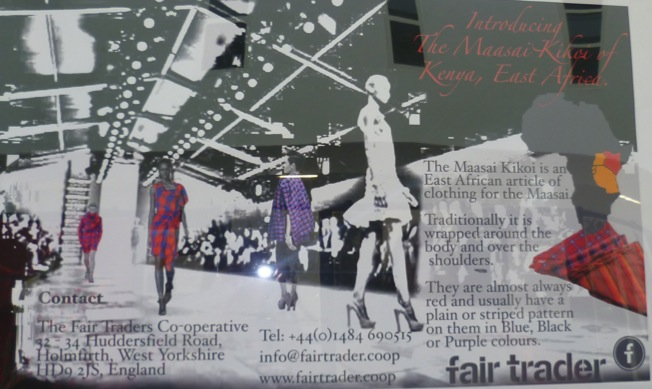 Introducing
The Maasai Kikoi of
Kenya, East Africa.
The Maasai Kikoi is an
East African article of
clothing for the Maasai.
Traditionally it is
wrapped around the
body and over the
shoulders.
They are almost always
red and usually have a
plain or striped pattern
on them in Blue, Black
or Purple colours.
Contact
The Fair Traders Co-operative
32 - 34 Huddersfield Road,
Holmfirth, West Yorkshire
HD9 2JS, England
Tel: +44(0)1484 690515
info@fairtrader.coop
www.fairtrader.coop
fair trader
f